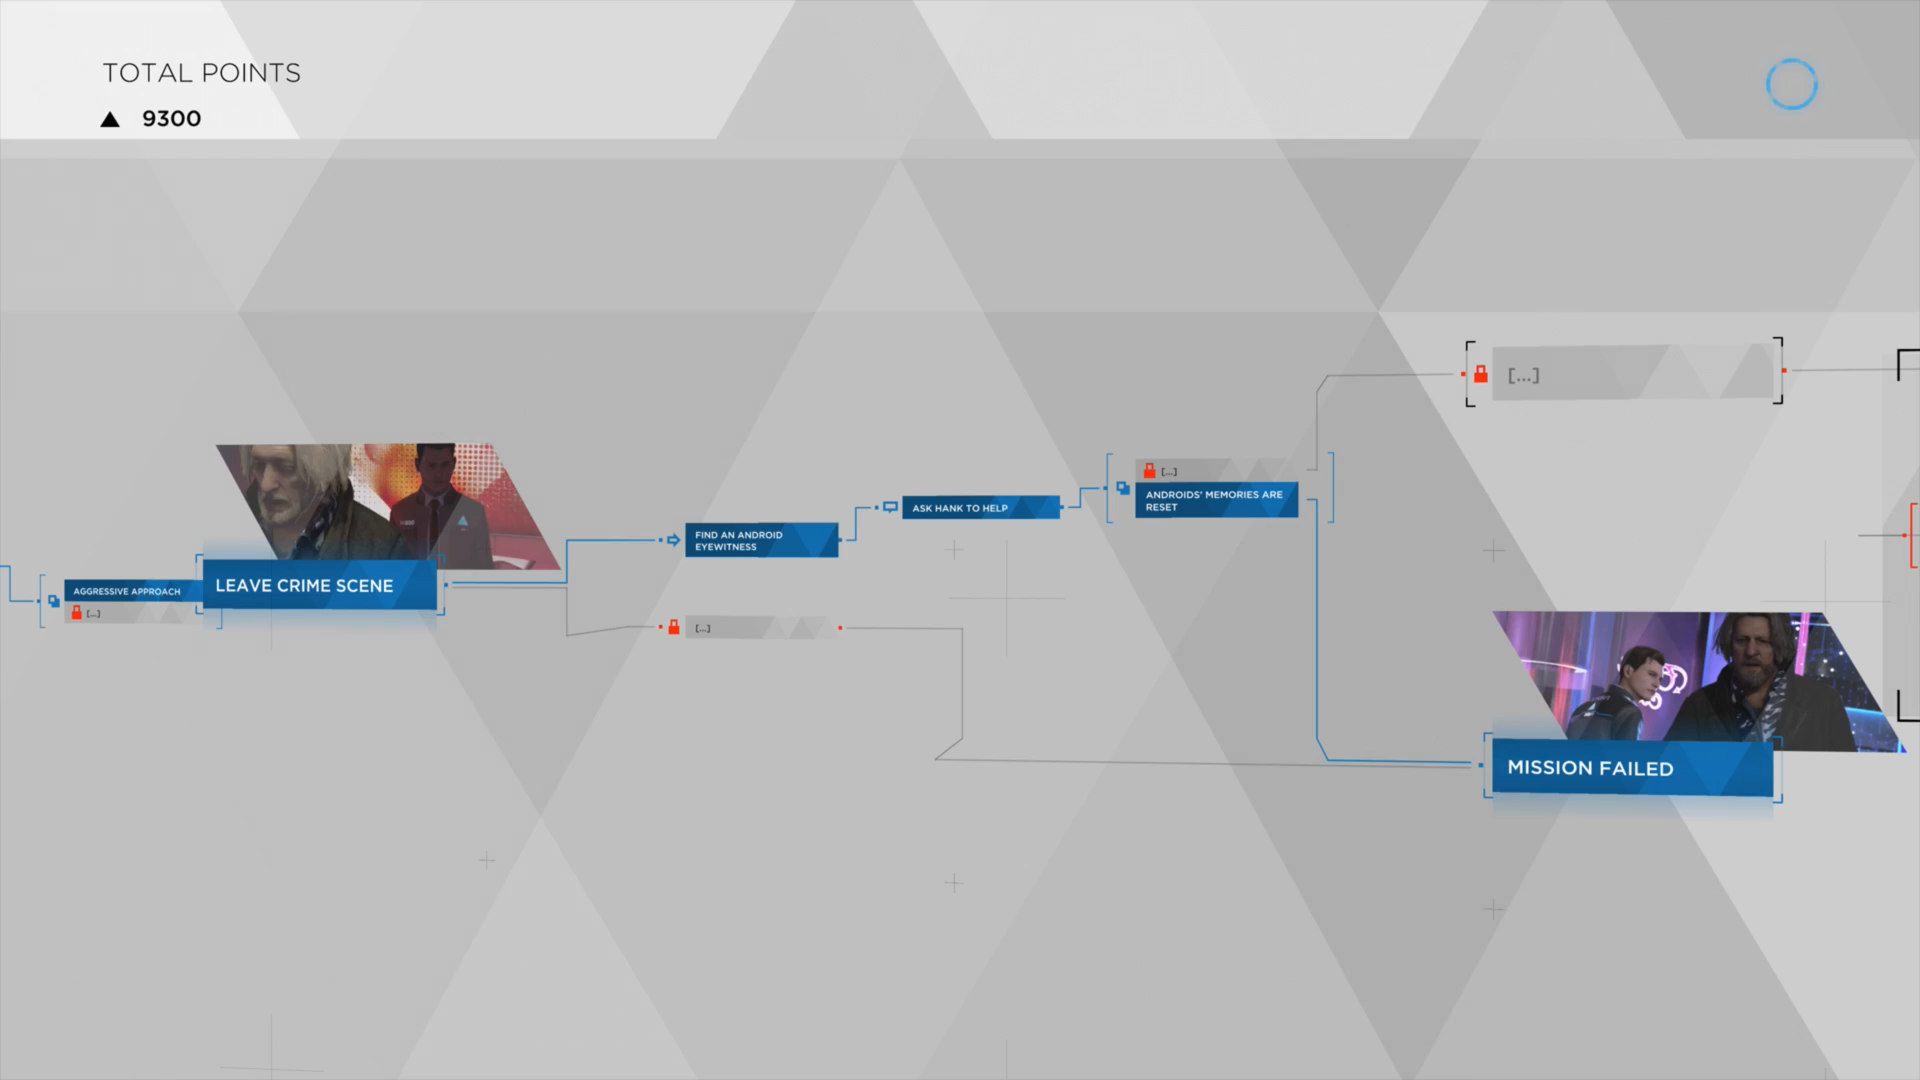 TOTAL POINTS
9300
AGGRESSIVE APPROACH
[...]
LEAVE CRIME SCENE
FIND AN ANDROID
EYEWITNESS
[...]
ASK HANK TO HELP
[...]
ANDROIDS' MEMORIES ARE
RESET
[...]
MISSION FAILED